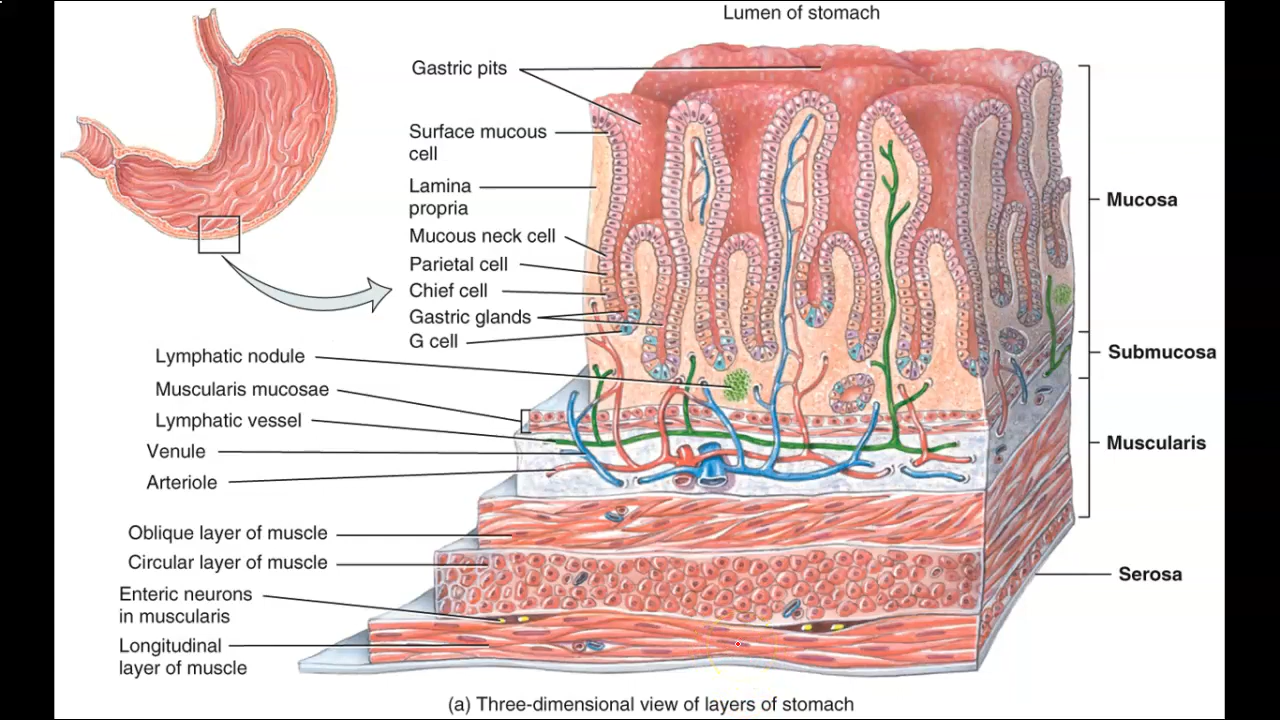 Lumen of stomach
Gastric pits
Surface mucous
cell
Lamina
propria
Mucous neck cell
Parietal cell
Chief cell
Gastric glands
G cell
Lymphatic nodule
Muscularis mucosae
Lymphatic vessel
Venule
Arteriole
Oblique layer of muscle
Circular layer of muscle
Enteric neurons
in muscularis
Longitudinal
layer of muscle
Mucosa
Submucosa
Muscularis
Serosa
(a) Three-dimensional view of layers of stomach